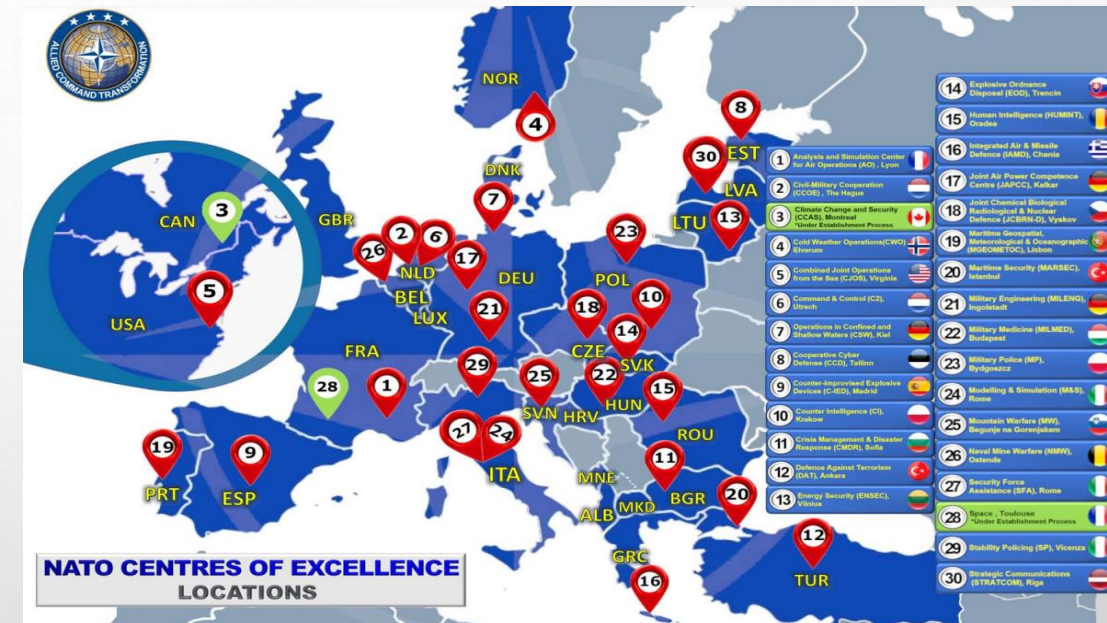 ALLIED COMMAND TRANSFORMATION
NOR
8
4
EST
30
DNK
LVA
7
CAN
3
GBR
LTU
13
2
6
26
23
17
NLD
DEU
POL
5
BEL
10
21
18
LUX
USA
14
CZE
FRA
SVK
29
25
22
28
1
15
HUN
SVN
HRV
ROU
27
24
19
9
11
ITA
MNE
PRT
ESP
BGR
20
MKD
ALB
12
GRC
16
TUR
NATO CENTRES OF EXCELLENCE
LOCATIONS
1 Analysis and Simulation Center
for Air Operations (AO) , Lyon
2 Civil-Military Cooperation
(CCOE) , The Hague
3 Climate Change and Security
(CCAS), Montreal
*Under Establishment Process
4 Cold Weather Operations(CWO)
Elverum
5 Combined Joint Operations
from the Sea (CJOS), Virginia
6 Command & Control (C2),
Utrech
7 Operations in Confined and
Shallow Waters (CSW), Kiel
8 Cooperative Cyber
Defense (CCD), Tallinn
9 Counter-Improvised Explosive
Devices (C-IED), Madrid
10 Counter Intelligence (CI),
Krakow
11 Crisis Management & Disaster
Response (CMDR), Sofia
12 Defence Against Terrorism
(DAT), Ankara
13 Energy Security (ENSEC),
Vilnius
14 Explosive Ordnance
Disposal (EOD), Trencin
15 Human Intelligence (HUMINT),
Oradea
16 Integrated Air & Missile
Defence (IAMD), Chania
17 Joint Air Power Competence
Centre (JAPCC), Kalkar
18 Joint Chemical Biological
Radiological & Nuclear
Defence (JCBRN-D), Vyskov
19 Maritime Geospatial,
Meteorological & Oceanographic
(MGEOMETOC), Lisbon
20 Maritime Security (MARSEC),
Istanbul
21 Military Engineering (MILENG),
Ingolstadt
22 Military Medicine (MILMED),
Budapest
23 Military Police (MP),
Bydgoszcz
24 Modelling & Simulation (M&S),
Rome
25 Mountain Warfare (MW),
Begunje na Gorenjskem
26 Naval Mine Warfare (NMW),
Ostende
27 Security Force
Assistance (SFA), Rome
28 Space , Toulouse
*Under Establishment Process
29 Stability Policing (SP), Vicenza
30 Strategic Communications
(STRATCOM), Riga